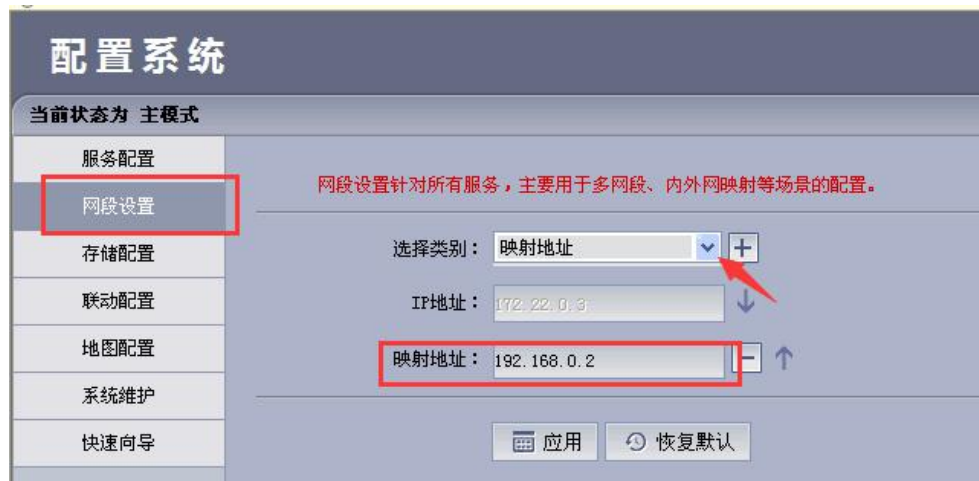 配置系统
当前状态为 主模式
服务配置
网段设置
存储配置
联动配置
地图配置
系统维护
快速向导
网段设置针对所有服务，主要用于多网段、内外网映射等场景的配置。
选择类别： 映射地址
IP地址： 172.22.0.3
映射地址： 192.168.0.2
应用 恢复默认